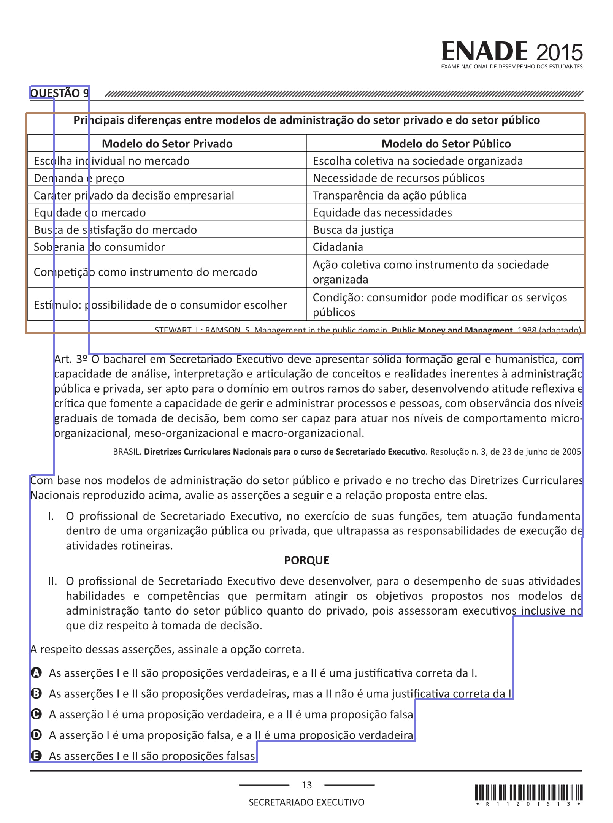 ENADE 2015
EXAME NACIONAL DE DESEMPENHO DOS ESTUDANTES
QUESTÃO 9
Principais diferenças entre modelos de administração do setor privado e do setor público
Modelo do Setor Privado Modelo do Setor Público
Escolha individual no mercado Escolha coletiva na sociedade organizada
Demanda e preço Necessidade de recursos públicos
Caráter privado da decisão empresarial Transparência da ação pública
Equidade do mercado Equidade das necessidades
Busca de satisfação do mercado Busca da justiça
Soberania do consumidor Cidadania
Competição como instrumento do mercado Ação coletiva como instrumento da sociedade
organizada
Estímulo: possibilidade de o consumidor escolher Condição: consumidor pode modificar os serviços
públicos
STEWART, J.; RAMSON, S. Management in the public domain. Public Money and Managment, 1988 (adaptado)
Art. 3º O bacharel em Secretariado Executivo deve apresentar sólida formação geral e humanística, com
capacidade de análise, interpretação e articulação de conceitos e realidades inerentes à administração
pública e privada, ser apto para o domínio em outros ramos do saber, desenvolvendo atitude reflexiva e
crítica que fomente a capacidade de gerir e administrar processos e pessoas, com observância dos níveis
graduais de tomada de decisão, bem como ser capaz para atuar nos níveis de comportamento micro-
organizacional, meso-organizacional e macro-organizacional.
BRASIL. Diretrizes Curriculares Nacionais para o curso de Secretariado Executivo. Resolução n. 3, de 23 de junho de 2005
Com base nos modelos de administração do setor público e privado e no trecho das Diretrizes Curriculares
Nacionais reproduzido acima, avalie as asserções a seguir e a relação proposta entre elas.
I. O profissional de Secretariado Executivo, no exercício de suas funções, tem atuação fundamenta
dentro de uma organização pública ou privada, que ultrapassa as responsabilidades de execução de
atividades rotineiras.
PORQUE
II. O profissional de Secretariado Executivo deve desenvolver, para o desempenho de suas atividades
habilidades e competências que permitam atingir os objetivos propostos nos modelos de
administração tanto do setor público quanto do privado, pois assessoram executivos inclusive no
que diz respeito à tomada de decisão.
A respeito dessas asserções, assinale a opção correta.
A As asserções I e II são proposições verdadeiras, e a II é uma justificativa correta da I.
B As asserções I e II são proposições verdadeiras, mas a II não é uma justificativa correta da I
C A asserção I é uma proposição verdadeira, e a II é uma proposição falsa
D A asserção I é uma proposição falsa, e a II é uma proposição verdadeira
E As asserções I e II são proposições falsas
13
SECRETARIADO EXECUTIVO
*R11201513*